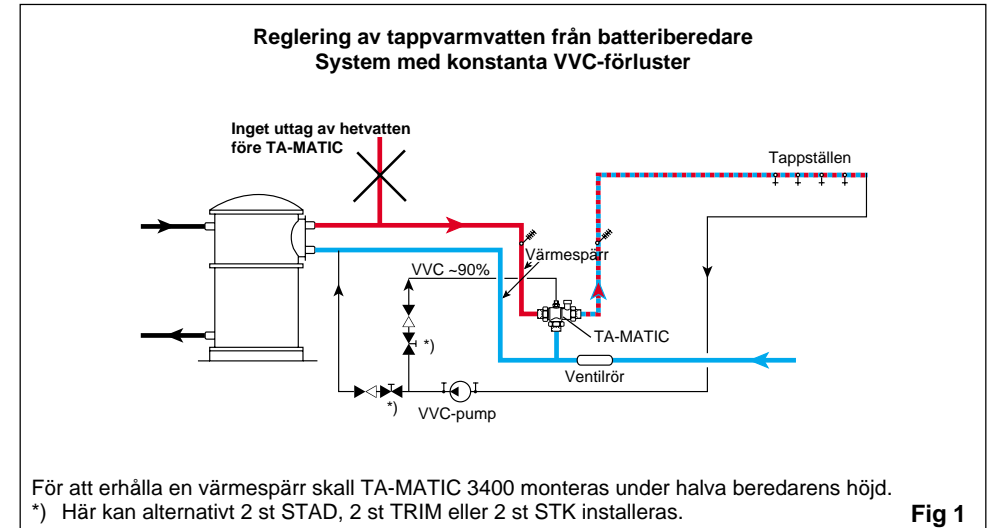 Reglering av tappvarmvatten från batteriberedare
System med konstanta VVC-förluster
Inget uttag av hetvatten
före TA-MATIC
Tappställen
Värmespärr
VVC ~90%
TA-MATIC
*)
Ventilrör
*)
VVC-pump
För att erhålla en värmespärr skall TA-MATIC 3400 monteras under halva beredarens höjd.
*) Här kan alternativt 2 st STAD, 2 st TRIM eller 2 st STK installeras.
Fig 1